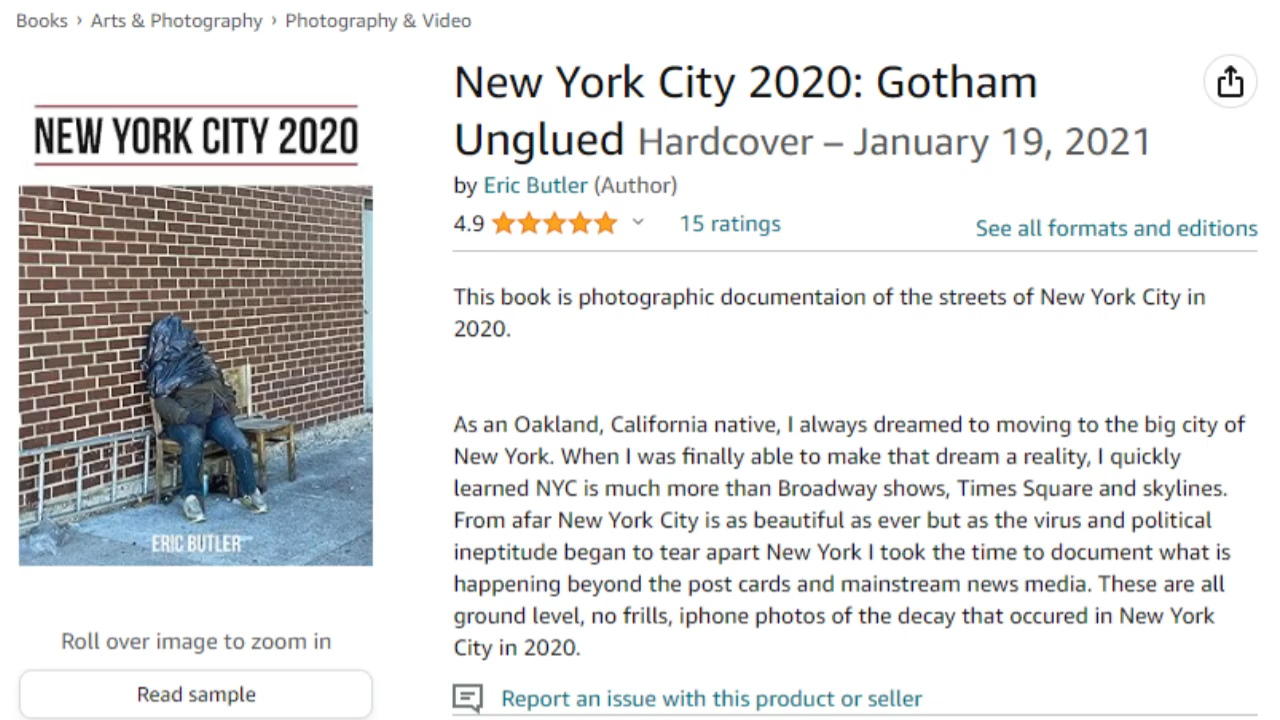 Books › Arts & Photography › Photography & Video
NEW YORK CITY 2020
ERIC BUTLER
Roll over image to zoom in
Read sample
New York City 2020: Gotham
Unglued Hardcover – January 19, 2021
by Eric Butler (Author)
4.9 15 ratings
See all formats and editions
This book is photographic documentaion of the streets of New York City in
2020.
As an Oakland, California native, I always dreamed to moving to the big city of
New York. When I was finally able to make that dream a reality, I quickly
learned NYC is much more than Broadway shows, Times Square and skylines.
From afar New York City is as beautiful as ever but as the virus and political
ineptitude began to tear apart New York I took the time to document what is
happening beyond the post cards and mainstream news media. These are all
ground level, no frills, iphone photos of the decay that occured in New York
City in 2020.
Report an issue with this product or seller